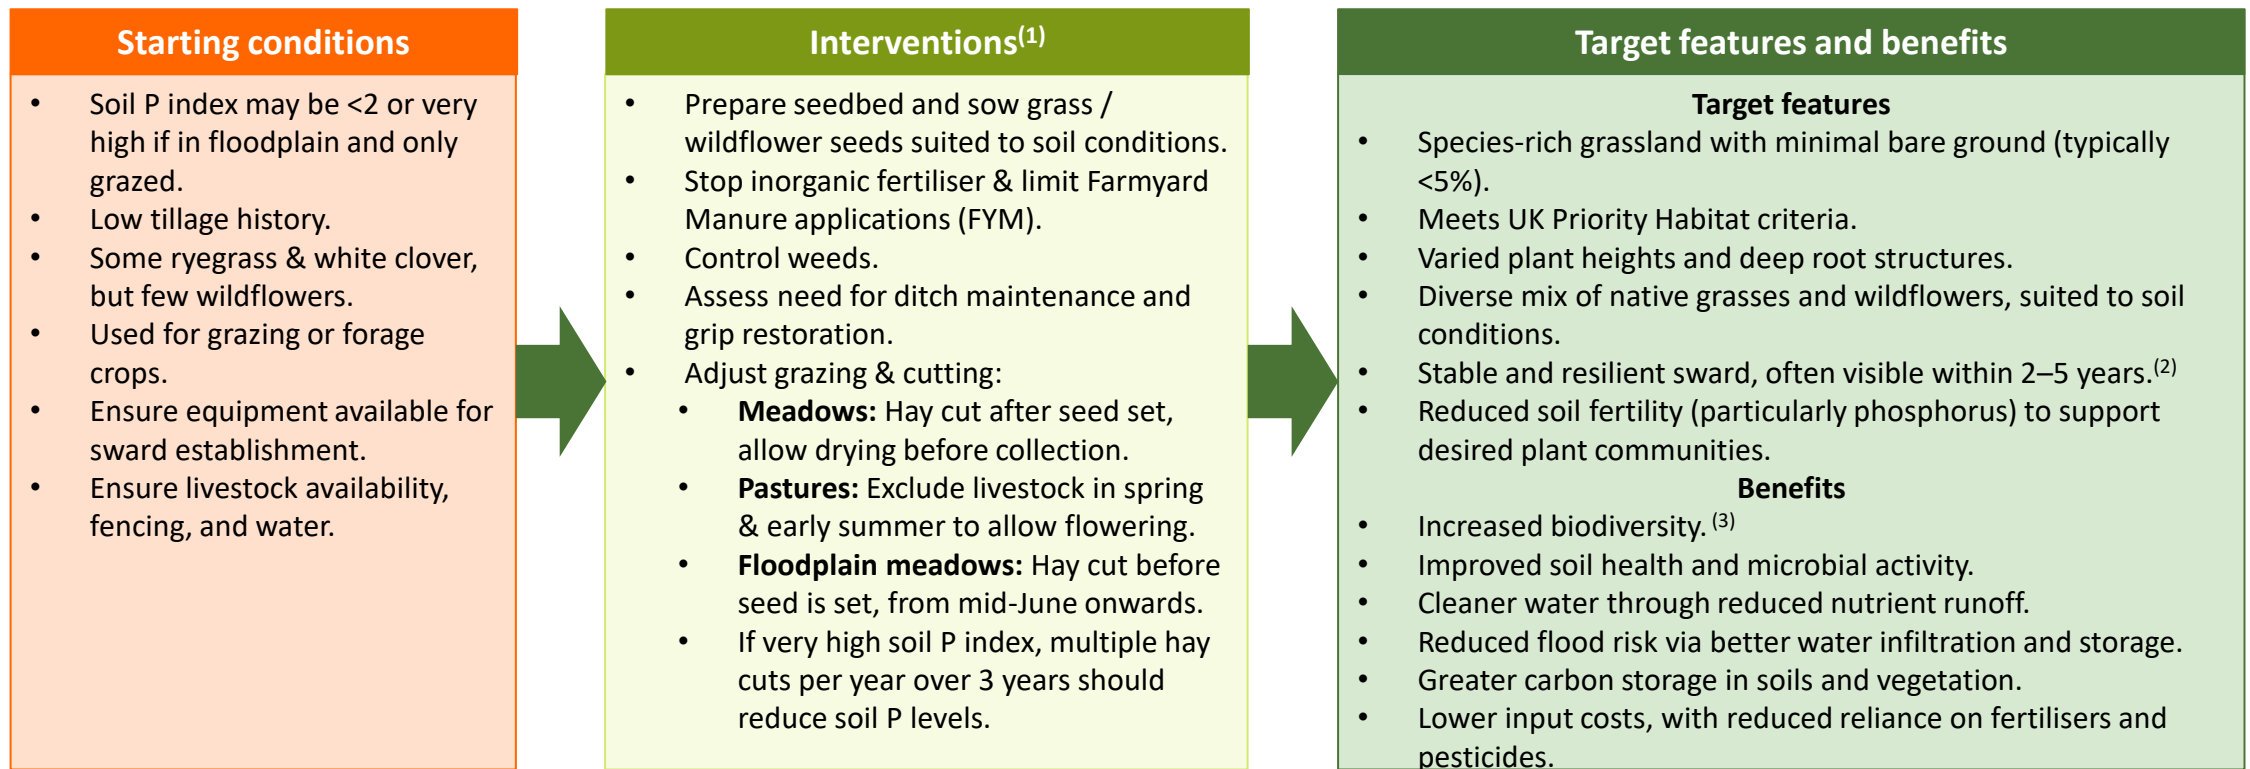 Starting conditions
• Soil P index may be <2 or very
high if in floodplain and only
grazed.
• Low tillage history.
• Some ryegrass & white clover,
but few wildflowers.
• Used for grazing or forage
crops.
• Ensure equipment available for
sward establishment.
• Ensure livestock availability,
fencing, and water.
Interventions(1)
• Prepare seedbed and sow grass /
wildflower seeds suited to soil conditions.
• Stop inorganic fertiliser & limit Farmyard
Manure applications (FYM).
• Control weeds.
• Assess need for ditch maintenance and
grip restoration.
• Adjust grazing & cutting:
• Meadows: Hay cut after seed set,
allow drying before collection.
• Pastures: Exclude livestock in spring
& early summer to allow flowering.
• Floodplain meadows: Hay cut before
seed is set, from mid-June onwards.
• If very high soil P index, multiple hay
cuts per year over 3 years should
reduce soil P levels.
Target features and benefits
Target features
• Species-rich grassland with minimal bare ground (typically
<5%).
• Meets UK Priority Habitat criteria.
• Varied plant heights and deep root structures.
• Diverse mix of native grasses and wildflowers, suited to soil
conditions.
• Stable and resilient sward, often visible within 2–5 years.(2)
• Reduced soil fertility (particularly phosphorus) to support
desired plant communities.
Benefits
• Increased biodiversity. (3)
• Improved soil health and microbial activity.
• Cleaner water through reduced nutrient runoff.
• Reduced flood risk via better water infiltration and storage.
• Greater carbon storage in soils and vegetation.
• Lower input costs, with reduced reliance on fertilisers and
pesticides.